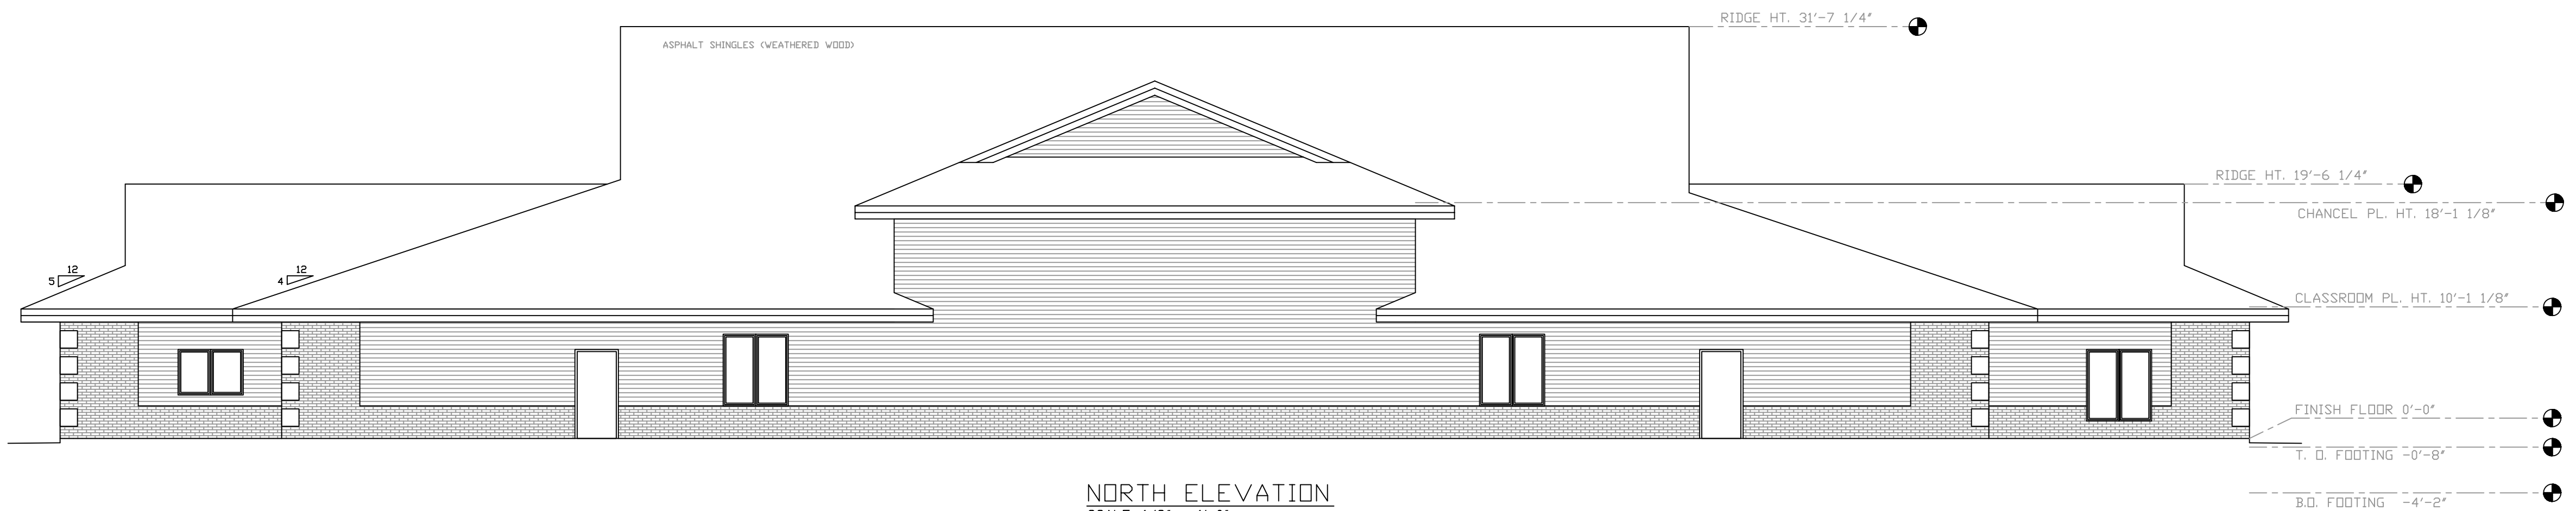 RIDGE HT. 31'-7 1/4"
ASPHALT SHINGLES (WEATHERED WOOD)
RIDGE HT. 19'-6 1/4"
CHANCEL PL. HT. 18'-1 1/8"
12
5
12
4
CLASSROOM PL. HT. 10'-1 1/8"
FINISH FLOOR 0'-0"
T. O. FOOTING -0'-8"
NORTH ELEVATION
B.O. FOOTING -4'-2"